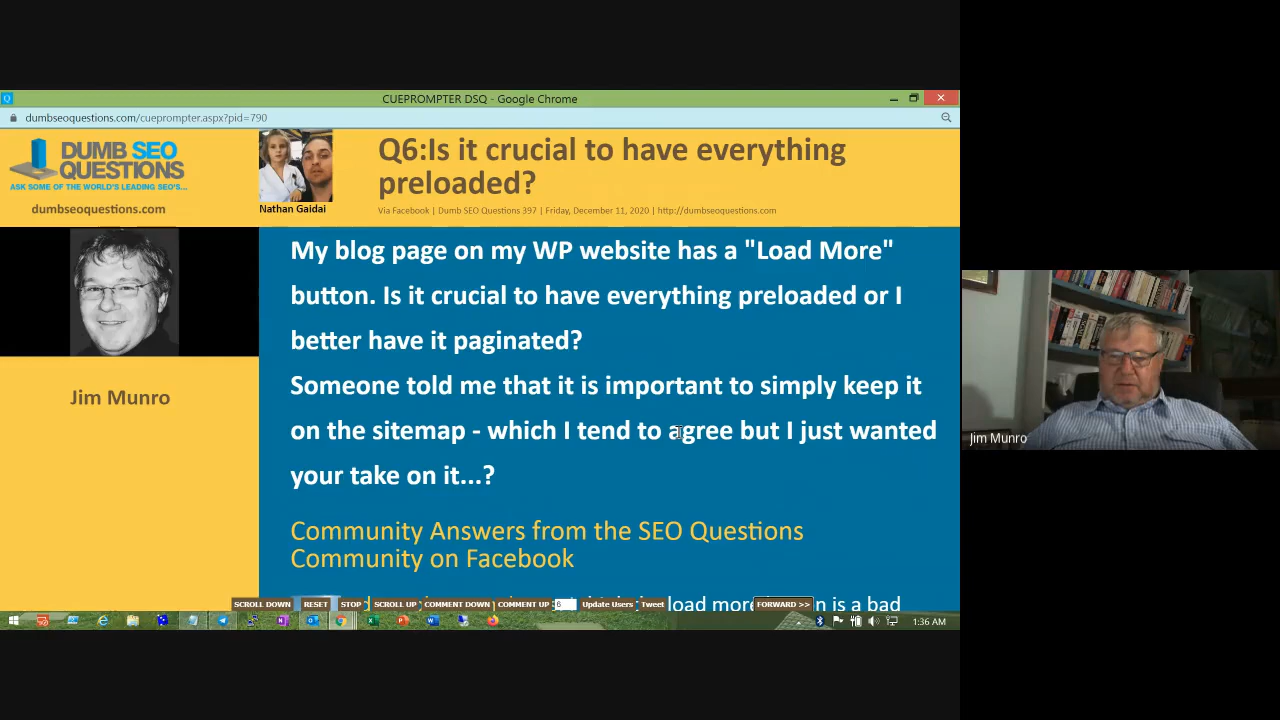 CUEPROMPTER DSQ - Google Chrome
dumbseoquestions.com/cueprompter.aspx?pid=790
DUMB SEO
QUESTIONS
ASK SOME OF THE WORLD'S LEADING SEO'S...
dumbseoquestions.com
Nathan Gaidai
Q6:Is it crucial to have everything
preloaded?
Via Facebook | Dumb SEO Questions 397 | Friday, December 11, 2020 | http://dumbseoquestions.com
Jim Munro
My blog page on my WP website has a "Load More"
button. Is it crucial to have everything preloaded or I
better have it paginated?
Someone told me that it is important to simply keep it
on the sitemap - which I tend to agree but I just wanted
your take on it...?
Community Answers from the SEO Questions
Community on Facebook
load more is a bad
SCROLL DOWN RESET STOP SCROLL UP COMMENT DOWN COMMENT UP 6 Update Users Tweet FORWARD >>
1:36 AM
Jim Munro